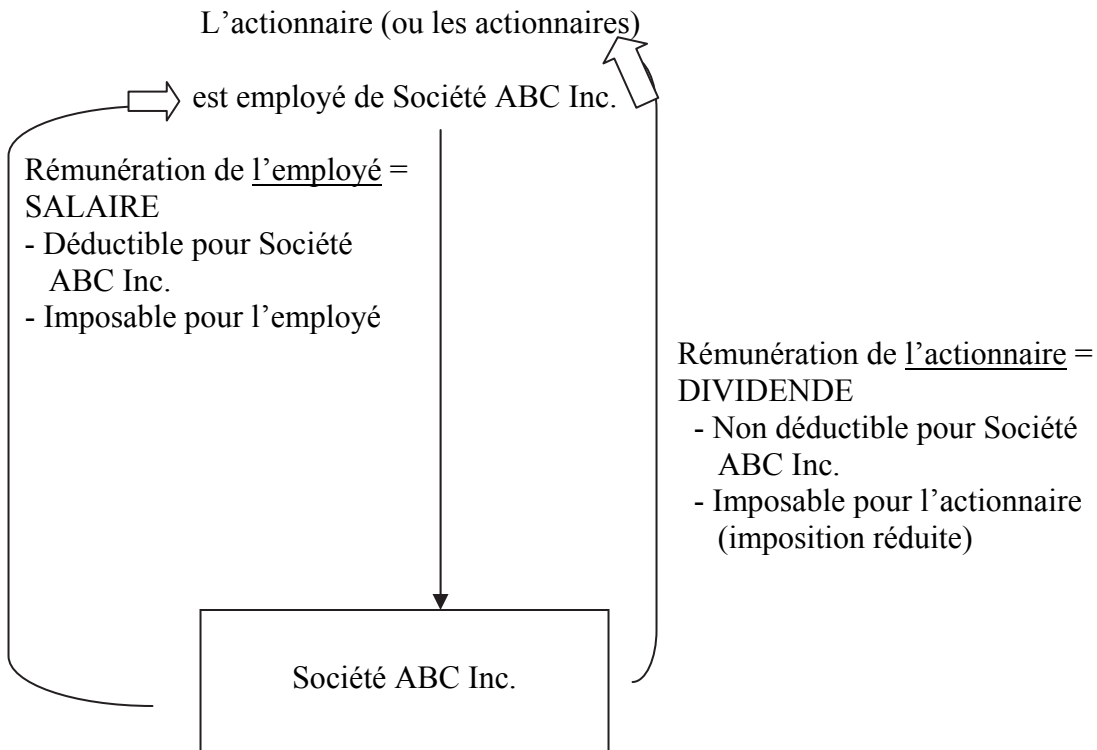 L’actionnaire (ou les actionnaires)
est employé de Société ABC Inc.
Rémunération de l’employé =
SALAIRE
- Déductible pour Société
ABC Inc.
- Imposable pour l’employé
Rémunération de l’actionnaire =
DIVIDENDE
- Non déductible pour Société
ABC Inc.
- Imposable pour l’actionnaire
(imposition réduite)
Société ABC Inc.